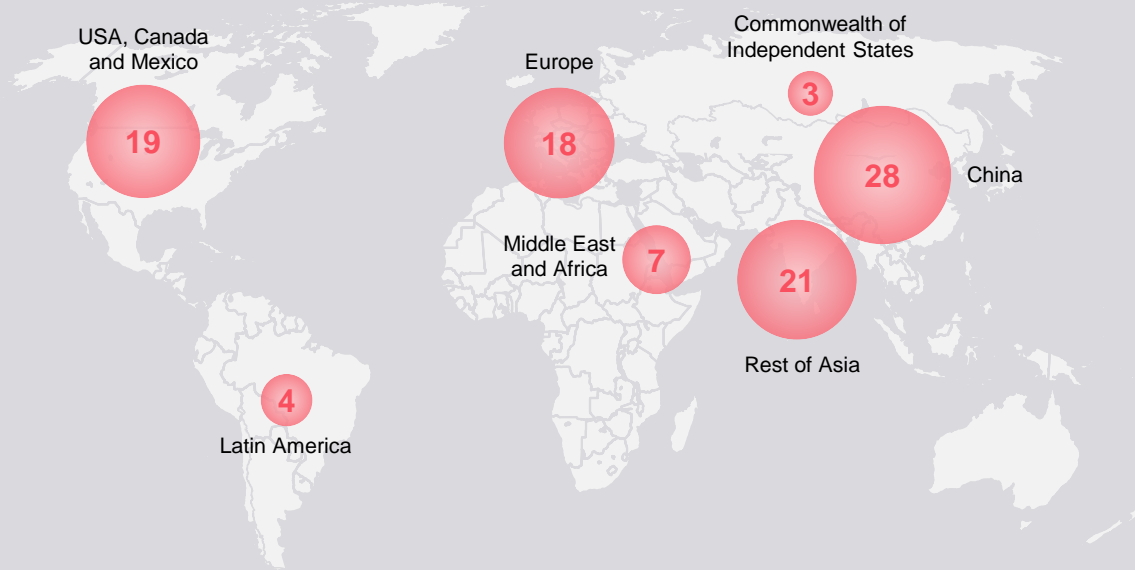 USA, Canada
and Mexico
19
Europe
18
Commonwealth of
Independent States
3
28
China
Middle East
and Africa
7
21
Rest of Asia
4
Latin America